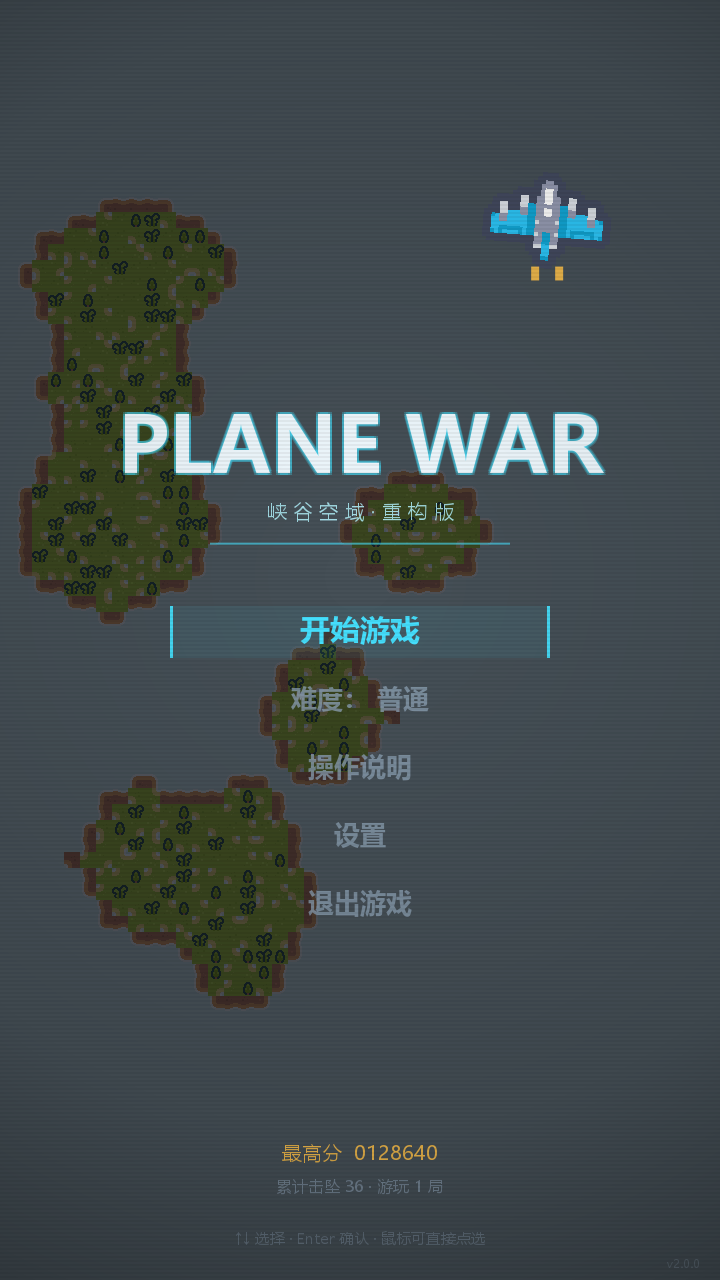 PLANE WAR
峡谷空域·重构版
开始游戏
难度： 普通
操作说明
设置
退出游戏
最高分 0128640
累计击坠 36 · 游玩 1 局
↑↓ 选择 · Enter 确认 · 鼠标可直接点选
v2.0.0